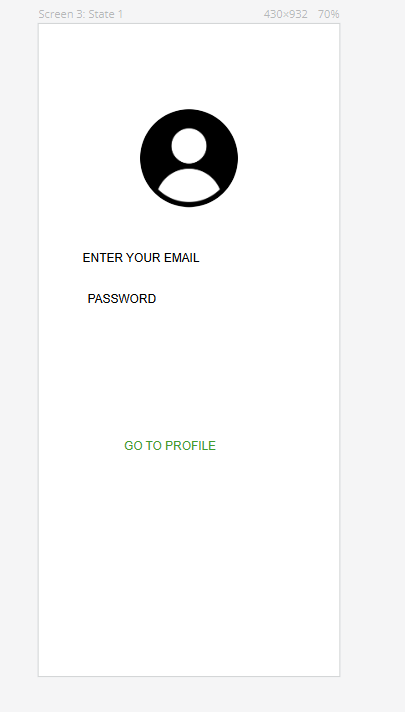 Screen 3: State 1 430×932 70%
ENTER YOUR EMAIL
PASSWORD
GO TO PROFILE